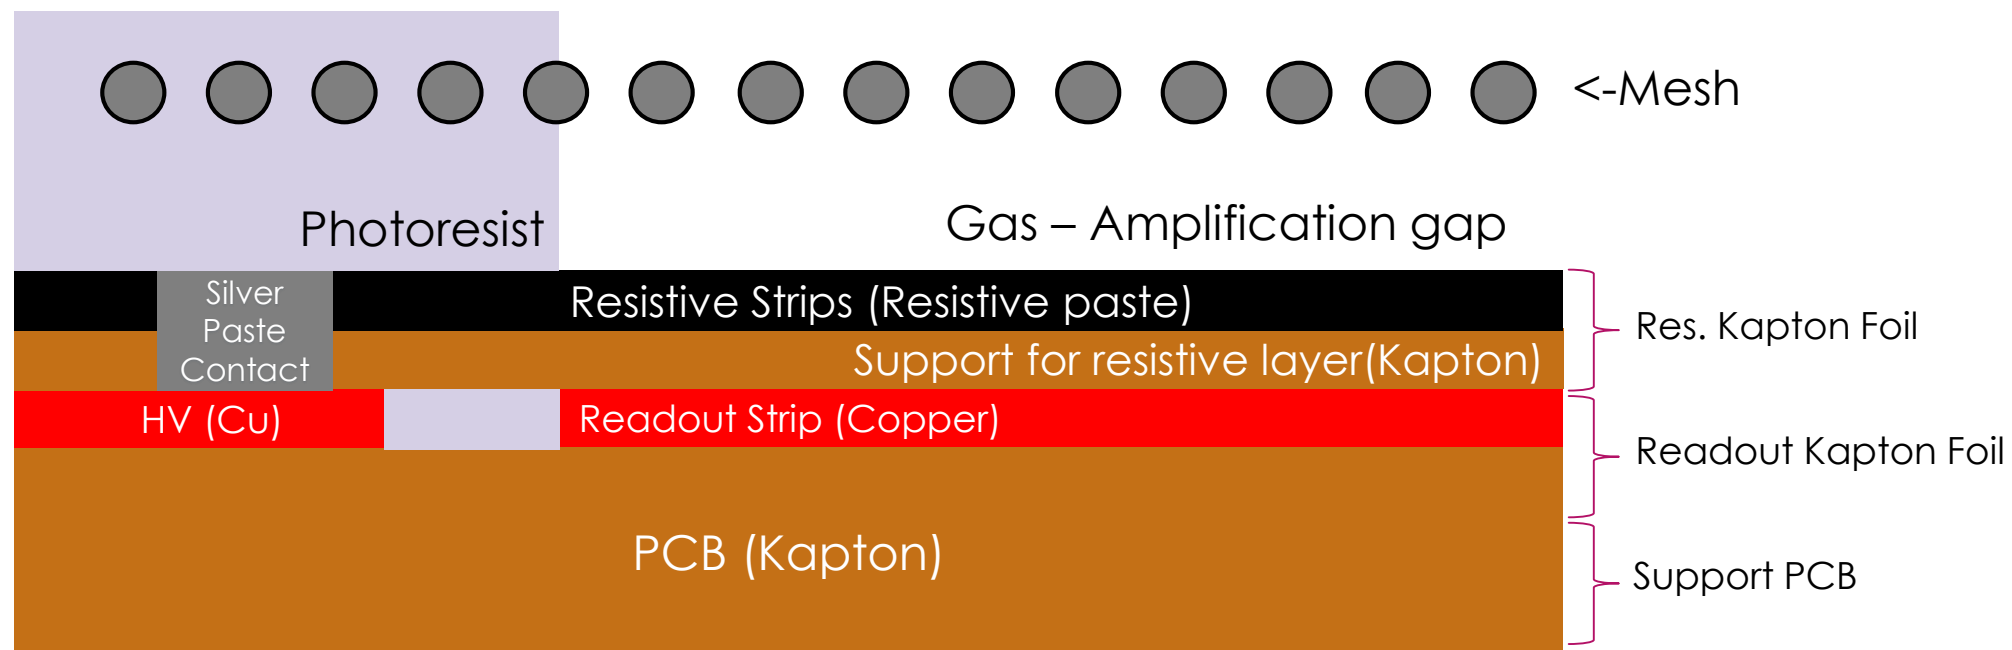 <-Mesh
Photoresist
Gas – Amplification gap
Silver
Paste
Contact
Resistive Strips (Resistive paste)
Res. Kapton Foil
Support for resistive layer(Kapton)
HV (Cu)
Readout Strip (Copper)
Readout Kapton Foil
PCB (Kapton)
Support PCB